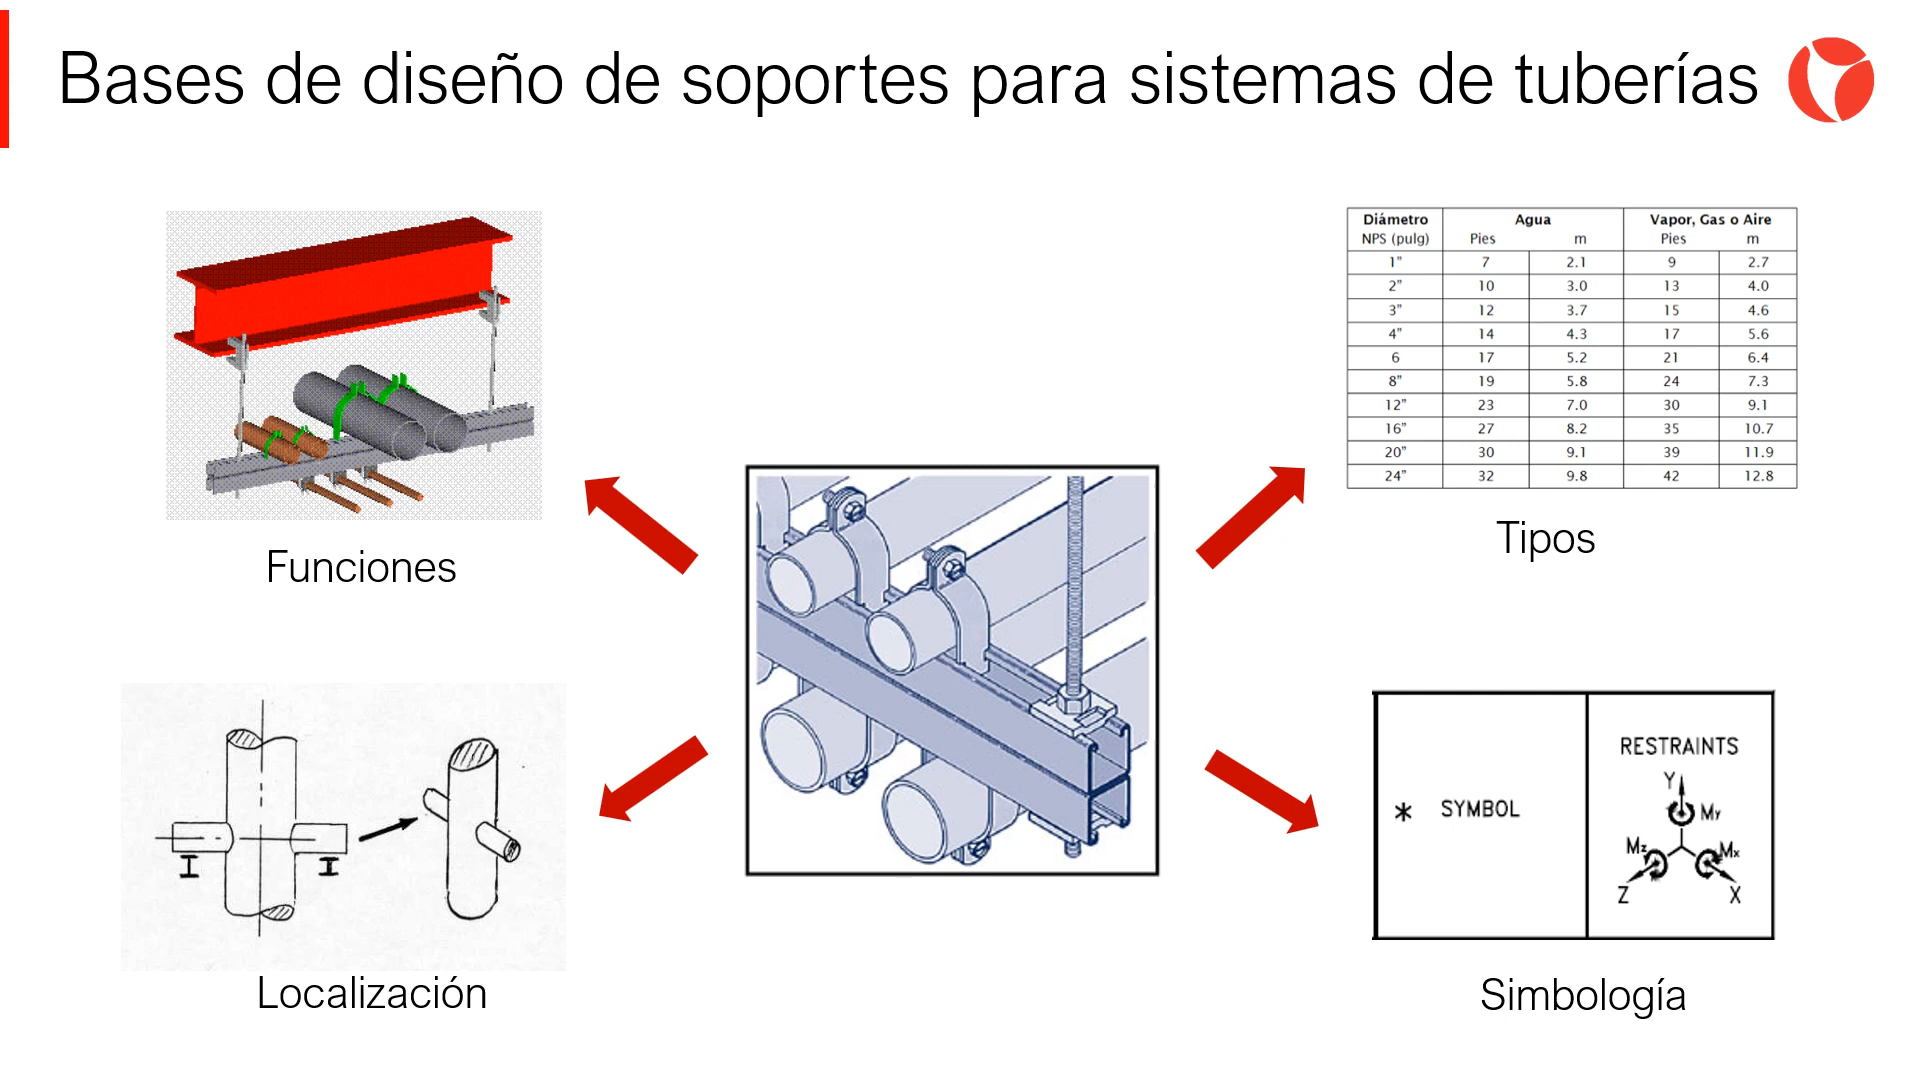 Bases de diseño de soportes para sistemas de tuberías
Diámetro Agua Vapor, Gas o Aire
NPS (pulg) Pies m Pies m
1" 7 2.1 9 2.7
2" 10 3.0 13 4.0
3" 12 3.7 15 4.6
4" 14 4.3 17 5.6
6 17 5.2 21 6.4
8" 19 5.8 24 7.3
12" 23 7.0 30 9.1
16" 27 8.2 35 10.7
20" 30 9.1 39 11.9
24" 32 9.8 42 12.8
Funciones
Tipos
I I
Localización
* SYMBOL
RESTRAINTS
Y
My
Mz Mx
Z X
Simbología